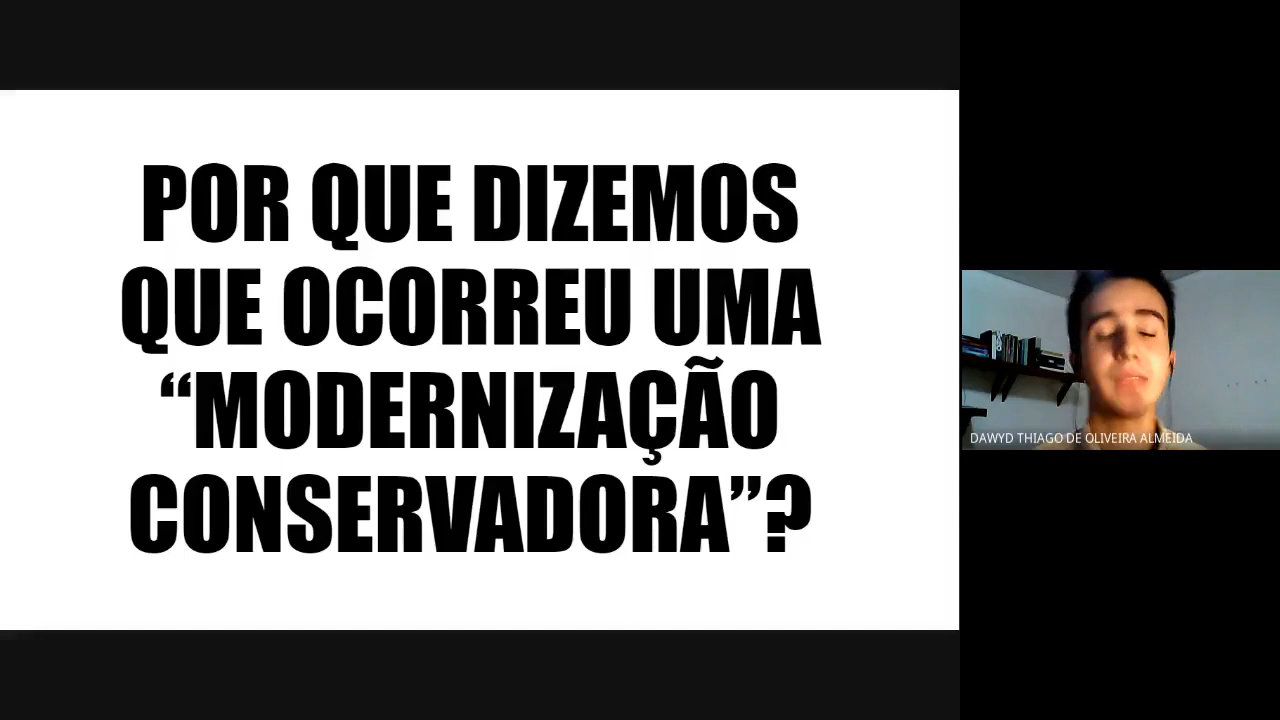 POR QUE DIZEMOS
QUE OCORREU UMA
“MODERNIZAÇÃO
CONSERVADORA”?
DAWYD THIAGO DE OLIVEIRA ALMEIDA